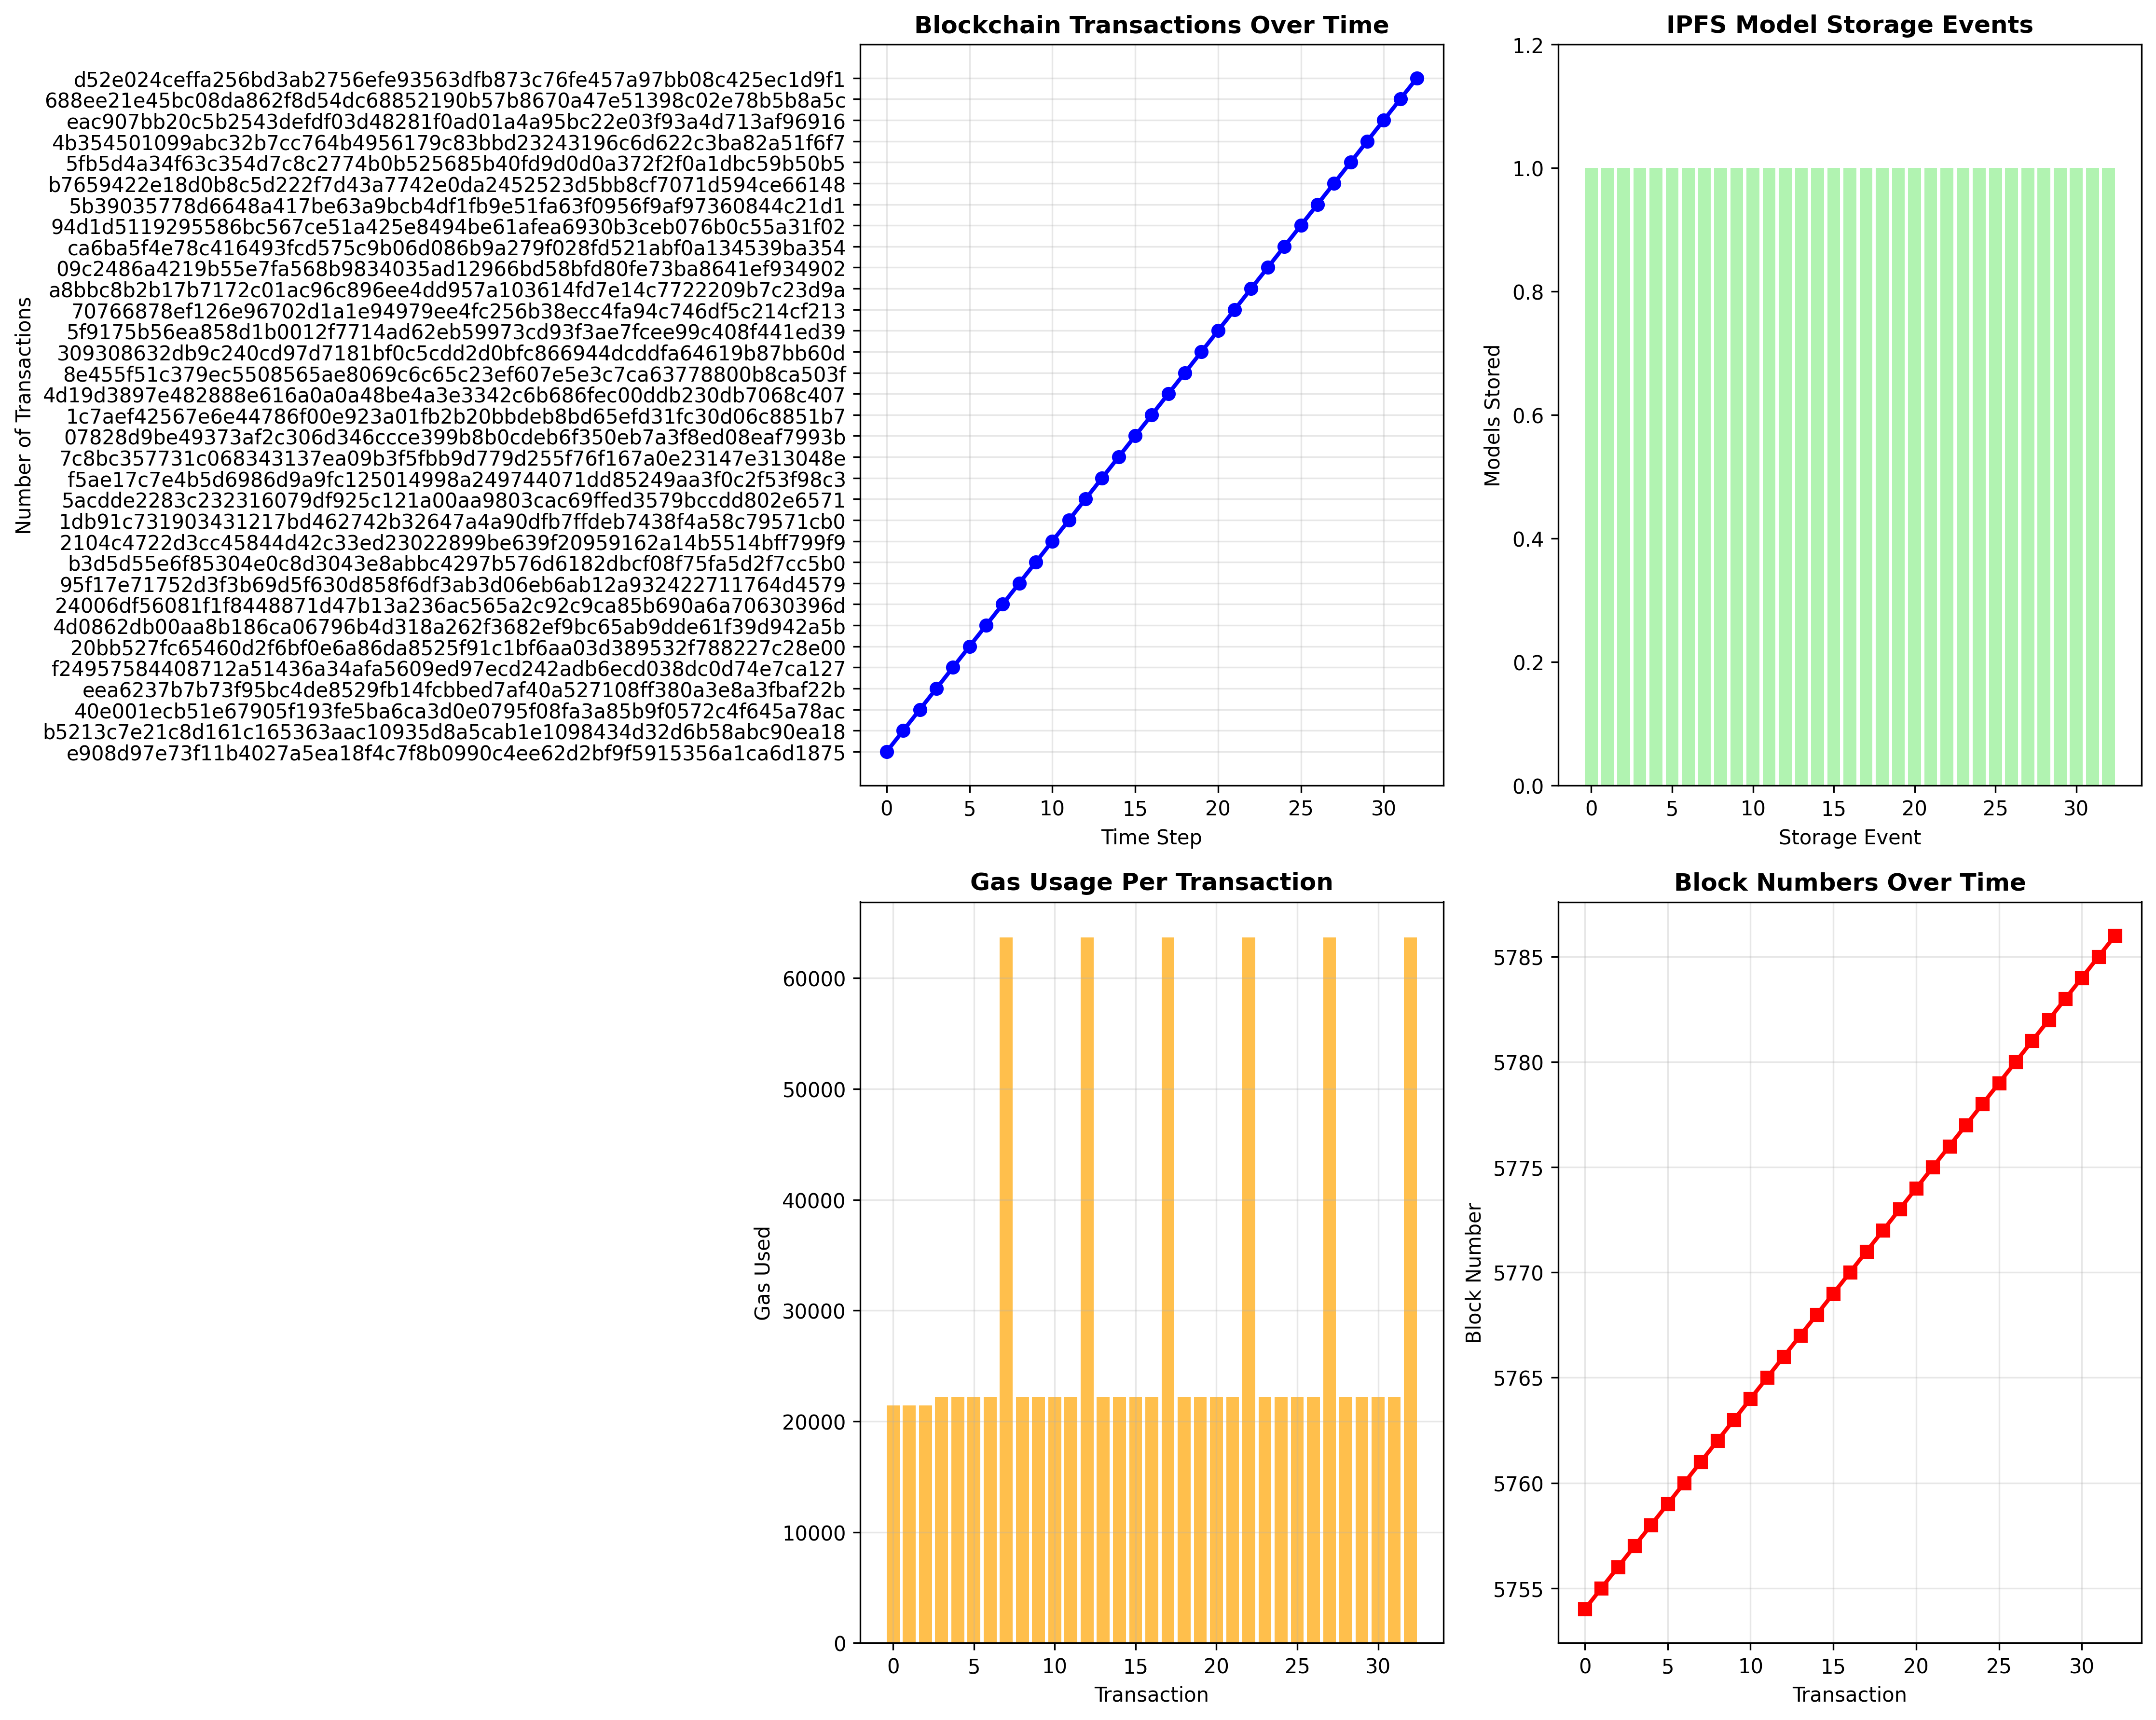 Blockchain Transactions Over Time
Number of Transactions
d52e024ceffa256bd3ab2756efe93563dfb873c76fe457a97bb08c425ec1d9f1
688ee21e45bc08da862f8d54dc68852190b57b8670a47e51398c02e78b5b8a5c
eac907bb20c5b2543defdf03d48281f0ad01a4a95bc22e03f93a4d713af96916
4b354501099abc32b7cc764b4956179c83bbd23243196c6d622c3ba82a51f6f7
5fb5d4a34f63c354d7c8c2774b0b525685b40fd9d0d0a372f2f0a1dbc59b50b5
b7659422e18d0b8c5d222f7d43a7742e0da2452523d5bb8cf7071d594ce66148
5b39035778d6648a417be63a9bcb4df1fb9e51fa63f0956f9af97360844c21d1
94d1d5119295586bc567ce51a425e8494be61afea6930b3ceb076b0c55a31f02
ca6ba5f4e78c416493fcd575c9b06d086b9a279f028fd521abf0a134539ba354
09c2486a4219b55e7fa568b9834035ad12966bd58bfd80fe73ba8641ef934902
a8bbc8b2b17b7172c01ac96c896ee4dd957a103614fd7e14c7722209b7c23d9a
70766878ef126e96702d1a1e94979ee4fc256b38ecc4fa94c746df5c214cf213
5f9175b56ea858d1b0012f7714ad62eb59973cd93f3ae7fcee99c408f441ed39
309308632db9c240cd97d7181bf0c5cdd2d0bfc866944dcddfa64619b87bb60d
8e455f51c379ec5508565ae8069c6c65c23ef607e5e3c7ca63778800b8ca503f
4d19d3897e482888e616a0a0a48be4a3e3342c6b686fec00ddb230db7068c407
1c7aef42567e6e44786f00e923a01fb2b20bbdeb8bd65efd31fc30d06c8851b7
07828d9be49373af2c306d346ccce399b8b0cdeb6f350eb7a3f8ed08eaf7993b
7c8bc357731c068343137ea09b3f5fbb9d779d255f76f167a0e23147e313048e
f5ae17c7e4b5d6986d9a9fc125014998a249744071dd85249aa3f0c2f53f98c3
5acdde2283c232316079df925c121a00aa9803cac69ffed3579bccdd802e6571
1db91c731903431217bd462742b32647a4a90dfb7ffdeb7438f4a58c79571cb0
2104c4722d3cc45844d42c33ed23022899be639f20959162a14b5514bff799f9
b3d5d55e6f85304e0c8d3043e8abbc4297b576d6182dbcf08f75fa5d2f7cc5b0
95f17e71752d3f3b69d5f630d858f6df3ab3d06eb6ab12a932422711764d4579
24006df56081f1f8448871d47b13a236ac565a2c92c9ca85b690a6a70630396d
4d0862db00aa8b186ca06796b4d318a262f3682ef9bc65ab9dde61f39d942a5b
20bb527fc65460d2f6bf0e6a86da8525f91c1bf6aa03d389532f788227c28e00
f24957584408712a51436a34afa5609ed97ecd242adb6ecd038dc0d74e7ca127
eea6237b7b73f95bc4de8529fb14fcbbed7af40a527108ff380a3e8a3fbaf22b
40e001ecb51e67905f193fe5ba6ca3d0e0795f08fa3a85b9f0572c4f645a78ac
b5213c7e21c8d161c165363aac10935d8a5cab1e1098434d32d6b58abc90ea18
e908d97e73f11b4027a5ea18f4c7f8b0990c4ee62d2bf9f5915356a1ca6d1875
0 5 10 15 20 25 30
Time Step
IPFS Model Storage Events
Models Stored
1.2
1.0
0.8
0.6
0.4
0.2
0.0
0 5 10 15 20 25 30
Storage Event
Gas Usage Per Transaction
Gas Used
60000
50000
40000
30000
20000
10000
0
0 5 10 15 20 25 30
Transaction
Block Numbers Over Time
Block Number
5785
5780
5775
5770
5765
5760
5755
0 5 10 15 20 25 30
Transaction